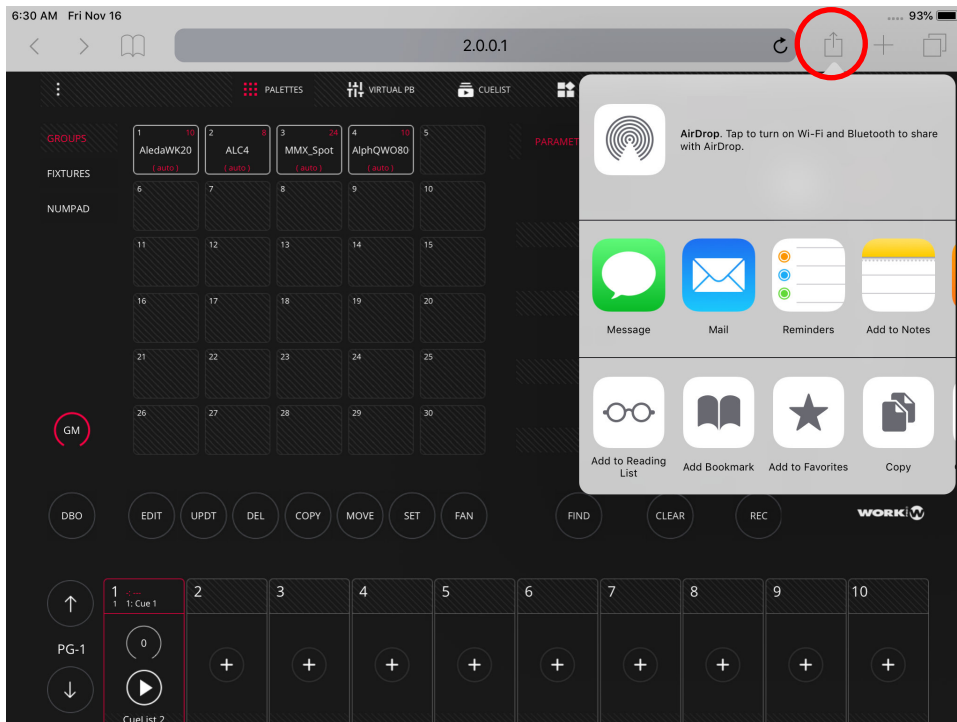 6:30 AM Fri Nov 16
93%
2.0.0.1
PALETTES
VIRTUAL PB
CUELIST
GROUPS
FIXTURES
NUMPAD
1 10
AledaWK20
( auto )
2 8
ALC4
( auto )
3 24
MMX_Spot
( auto )
4 18
AlphQWO80
( auto )
5
6
7
8
9
10
11
12
13
14
15
16
17
18
19
20
21
22
23
24
25
26
27
28
29
30
GM
PARAMET
AirDrop. Tap to turn on Wi-Fi and Bluetooth to share
with AirDrop.
Message
Mail
Reminders
Add to Notes
Add to Reading
List
Add Bookmark
Add to Favorites
Copy
DBO
EDIT
UPDT
DEL
COPY
MOVE
SET
FAN
FIND
CLEAR
REC
WORK
PG-1
1
1 1: Cue 1
0
CueList 2
2
3
4
5
6
7
8
9
10